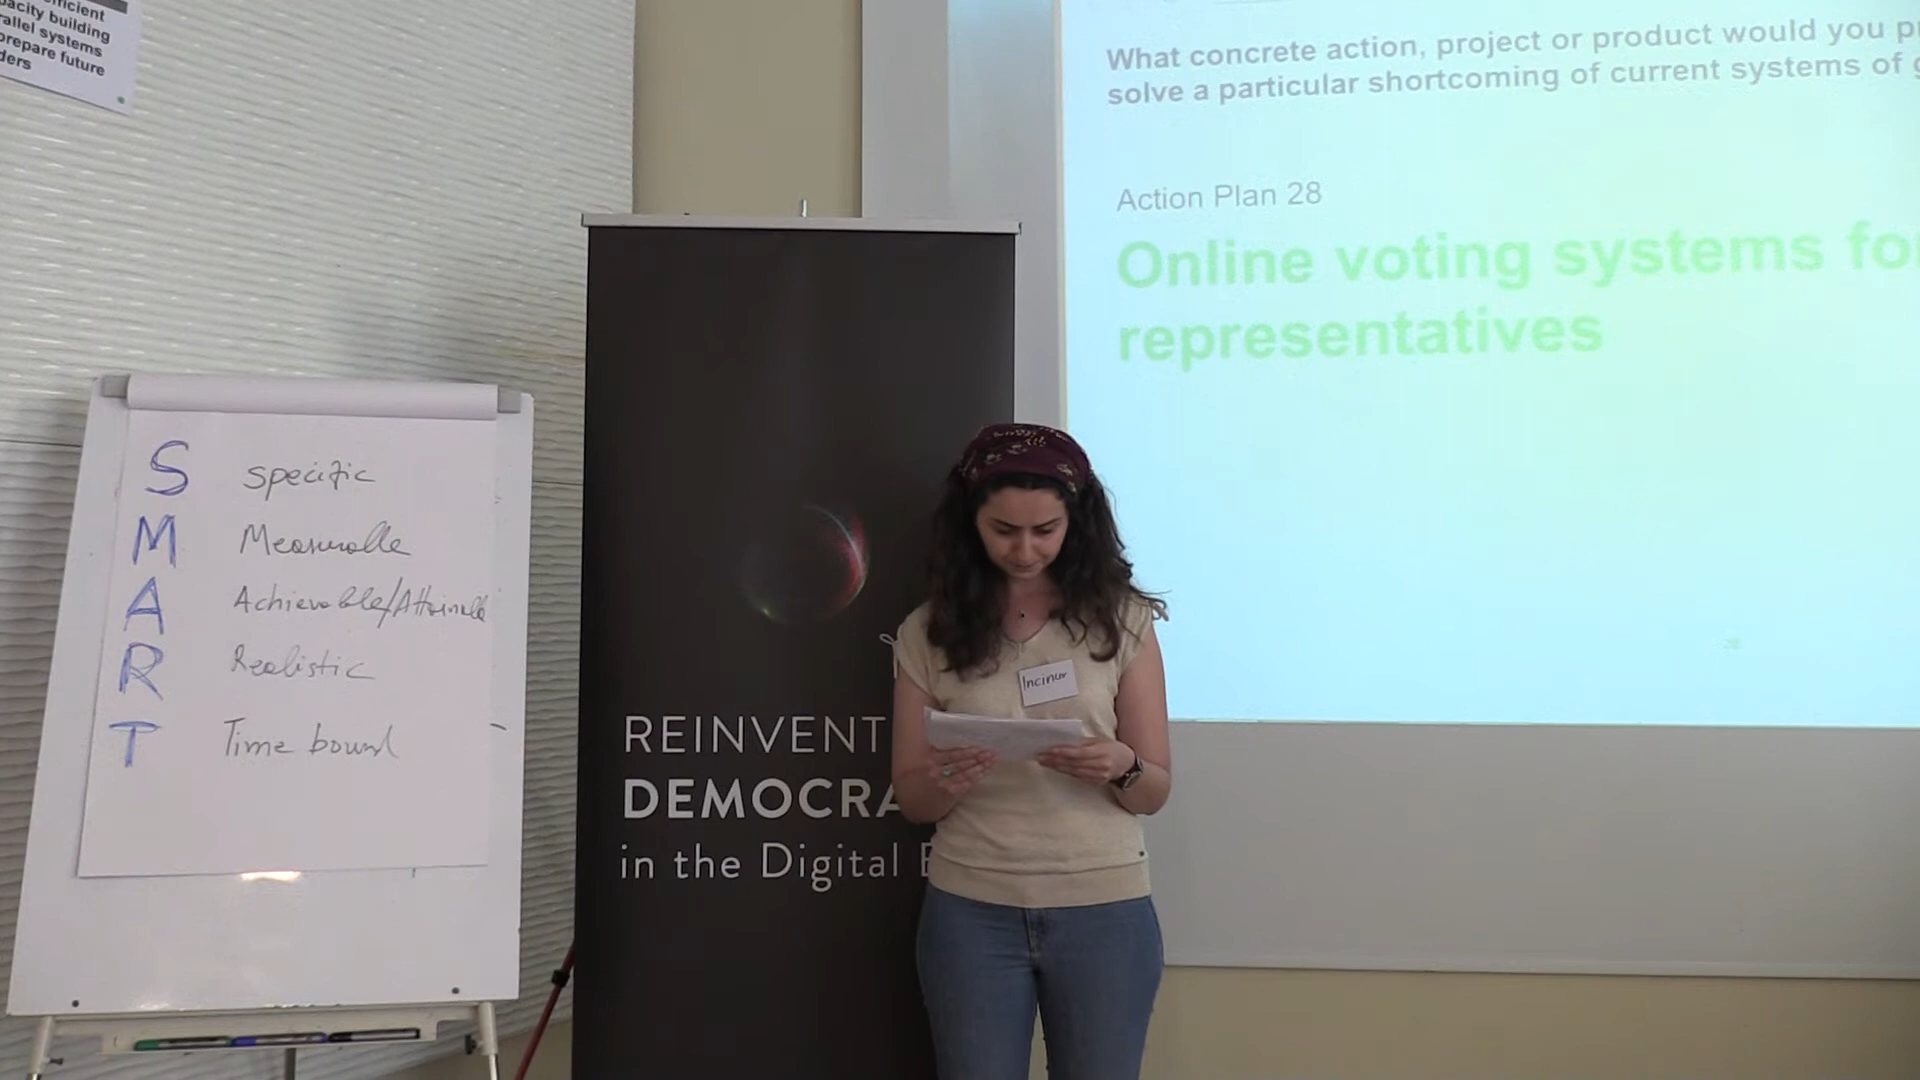 acity building
allel systems
prepare future
ders
S specific
M Measurable
A Achievable/Attainable
R Realistic
T Time bound
REINVENT
DEMOCRA
in the Digital E
Incinur
What concrete action, project or product would you p
solve a particular shortcoming of current systems of g
Action Plan 28
Online voting systems fo
representatives